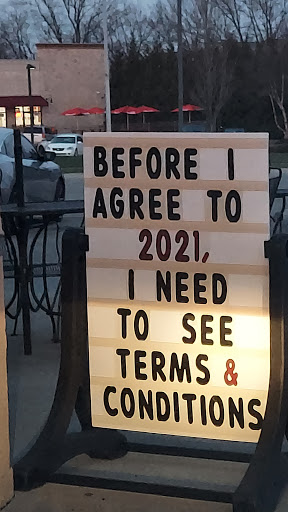 BEFORE I
AGREE TO
2021,
I NEED
TO SEE
TERMS &
CONDITIONS